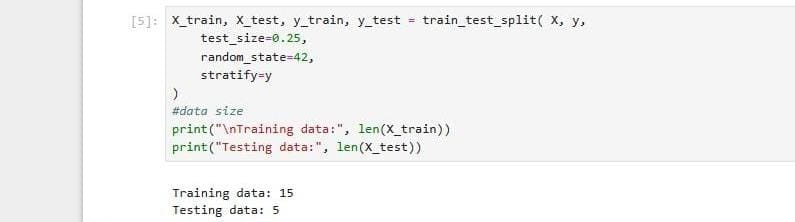 [5]: X_train, X_test, y_train, y_test = train_test_split( X, y,
test_size=0.25,
random_state=42,
stratify=y
)
#data size
print("\nTraining data:", len(X_train))
print("Testing data:", len(X_test))
Training data: 15
Testing data: 5